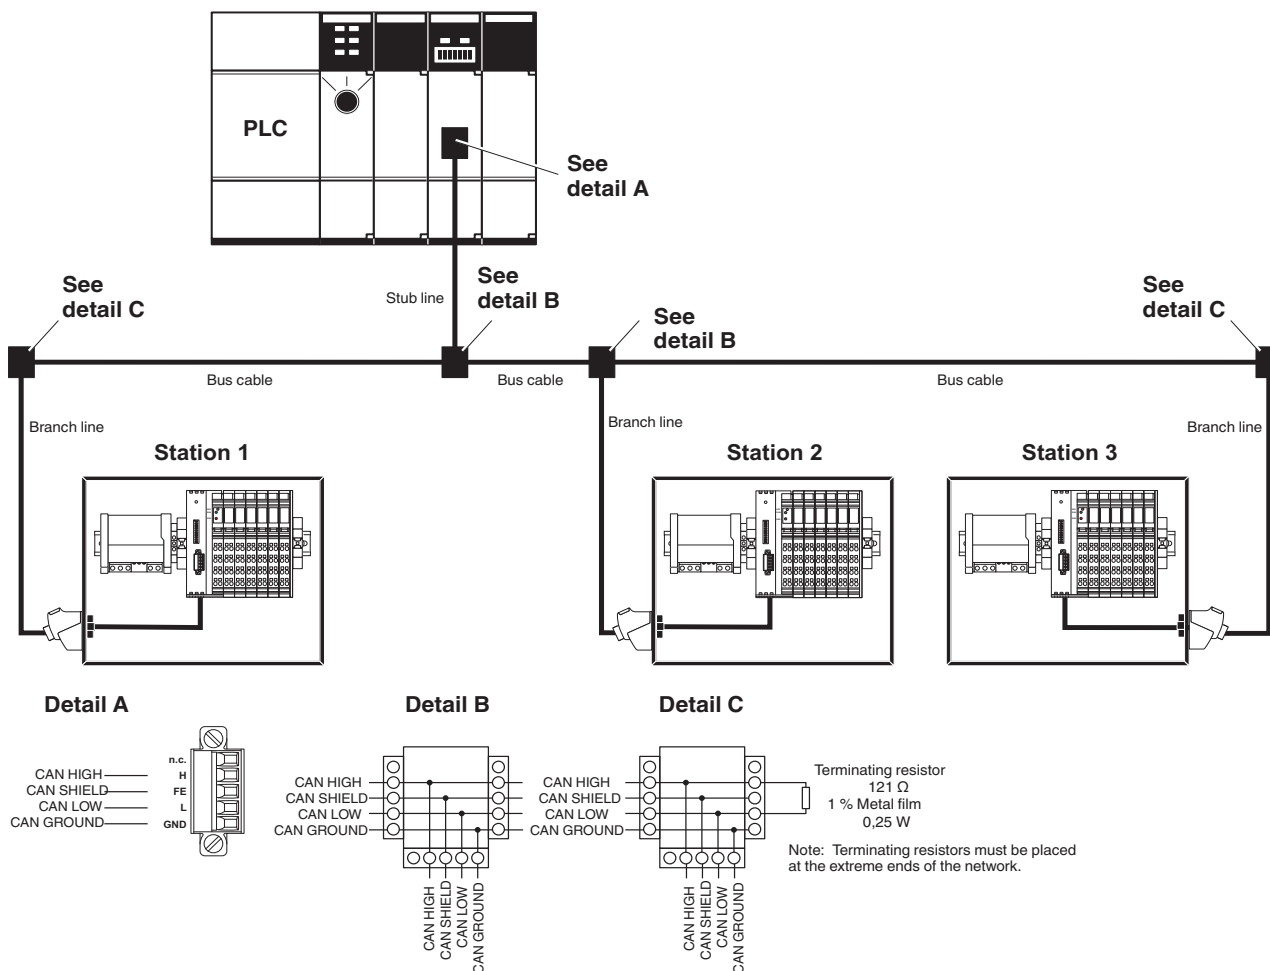 PLC
See
detail A
See
detail C
Stub line
See
detail B
See
detail B
See
detail C
Bus cable
Bus cable
Bus cable
Branch line
Branch line
Branch line
Station 1
Station 2
Station 3
Detail A
n.c.
CAN HIGH H
CAN SHIELD FE
CAN LOW L
CAN GROUND GND
Detail B
CAN HIGH
CAN SHIELD
CAN LOW
CAN GROUND
CAN HIGH
CAN SHIELD
CAN LOW
CAN GROUND
Detail C
CAN HIGH
CAN SHIELD
CAN LOW
CAN GROUND
CAN HIGH
CAN SHIELD
CAN LOW
CAN GROUND
Terminating resistor
121 Ω
1 % Metal film
0,25 W
Note: Terminating resistors must be placed
at the extreme ends of the network.